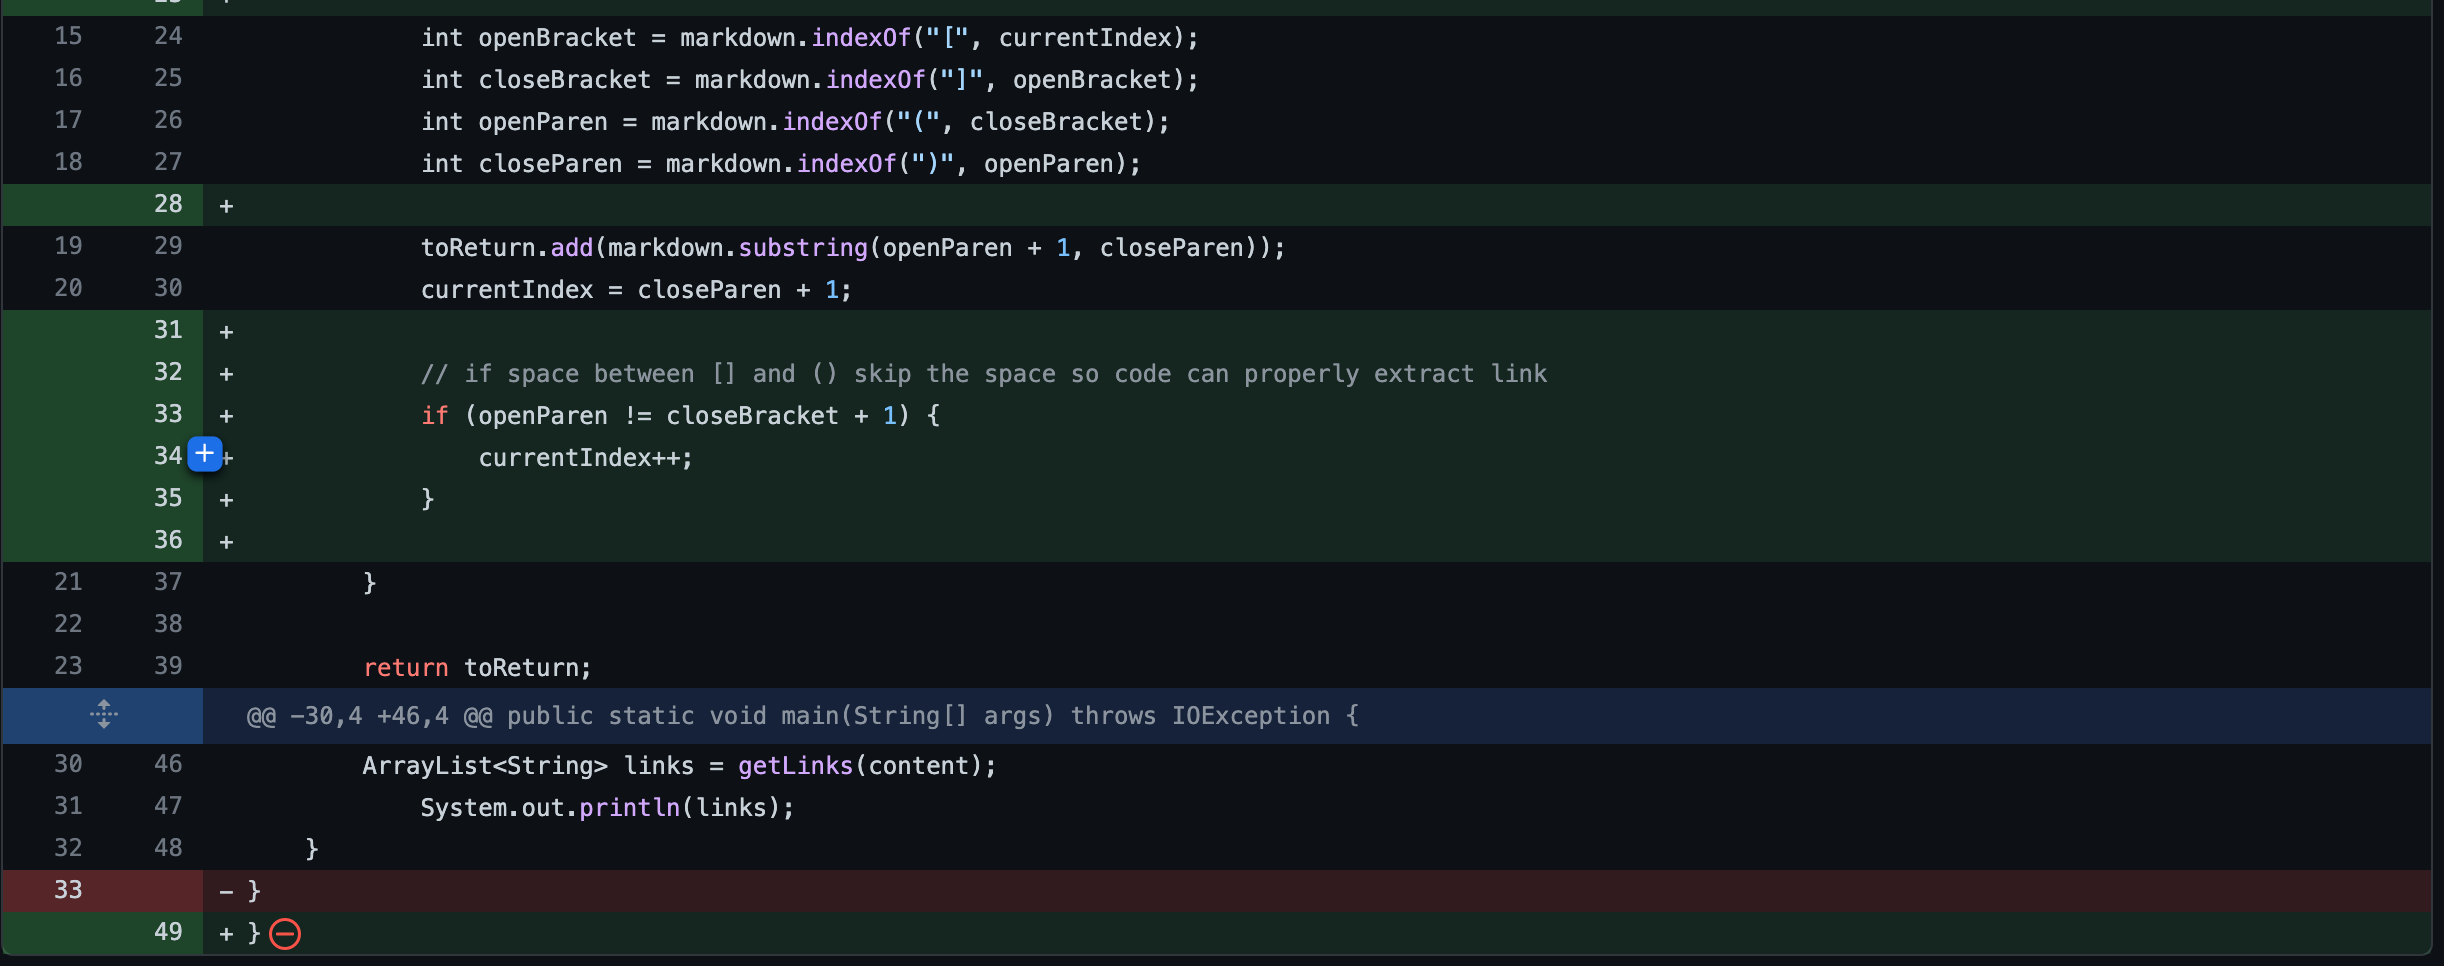 15 24 int openBracket = markdown.indexOf("[", currentIndex);
16 25 int closeBracket = markdown.indexOf("]", openBracket);
17 26 int openParen = markdown.indexOf("(", closeBracket);
18 27 int closeParen = markdown.indexOf(")", openParen);
28 +
19 29 toReturn.add(markdown.substring(openParen + 1, closeParen));
20 30 currentIndex = closeParen + 1;
31 +
32 + // if space between [] and () skip the space so code can properly extract link
33 + if (openParen != closeBracket + 1) {
34 + currentIndex++;
35 + }
36 +
21 37 }
22 38
23 39 return toReturn;
@@ -30,4 +46,4 @@ public static void main(String[] args) throws IOException {
30 46 ArrayList<String> links = getLinks(content);
31 47 System.out.println(links);
32 48 }
33 - }
49 + }